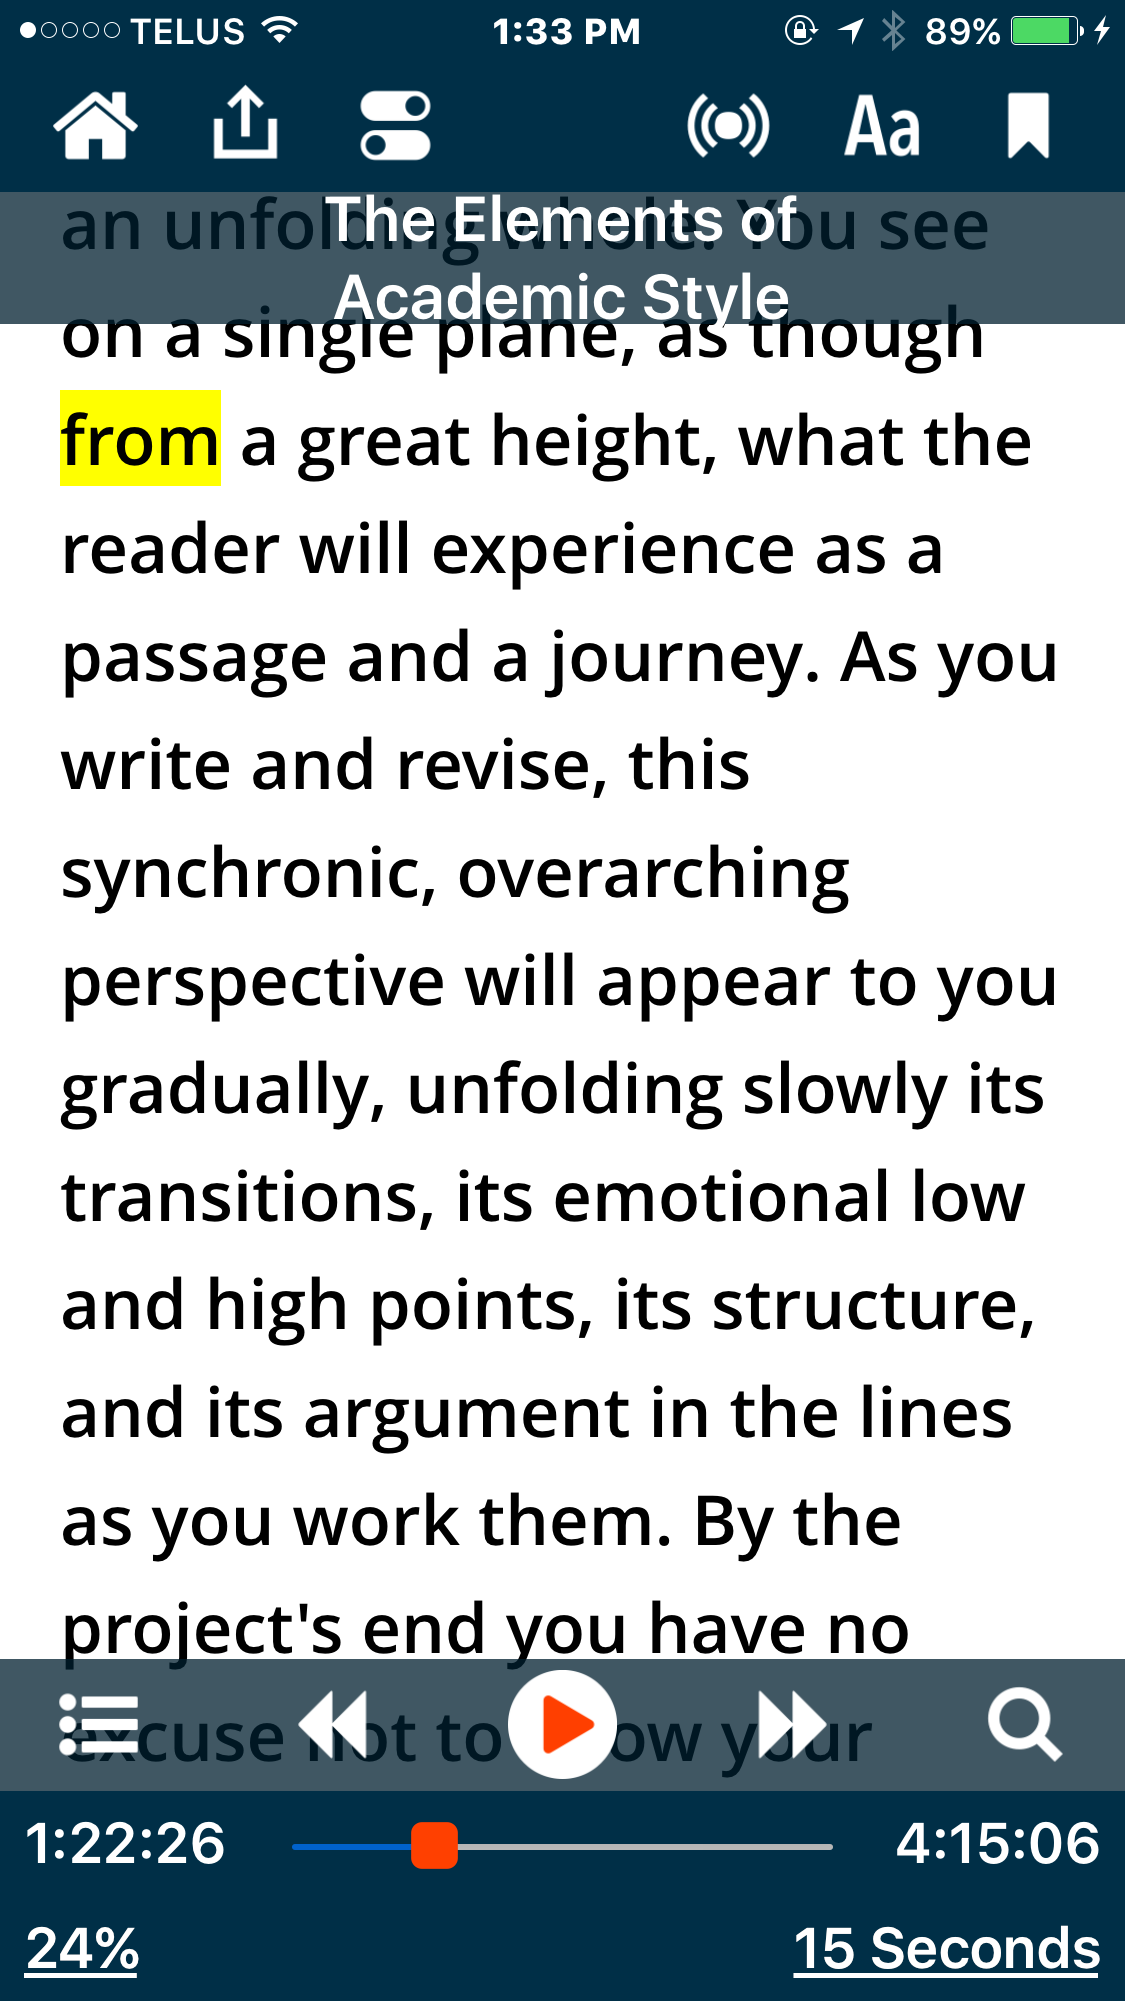 TELUS 1:33 PM 89%
Aa
The Elements of
Academic Style
an unfolding whole. You see
on a single plane, as though
from a great height, what the
reader will experience as a
passage and a journey. As you
write and revise, this
synchronic, overarching
perspective will appear to you
gradually, unfolding slowly its
transitions, its emotional low
and high points, its structure,
and its argument in the lines
as you work them. By the
project's end you have no
excuse not to know your
1:22:26 4:15:06
24% 15 Seconds